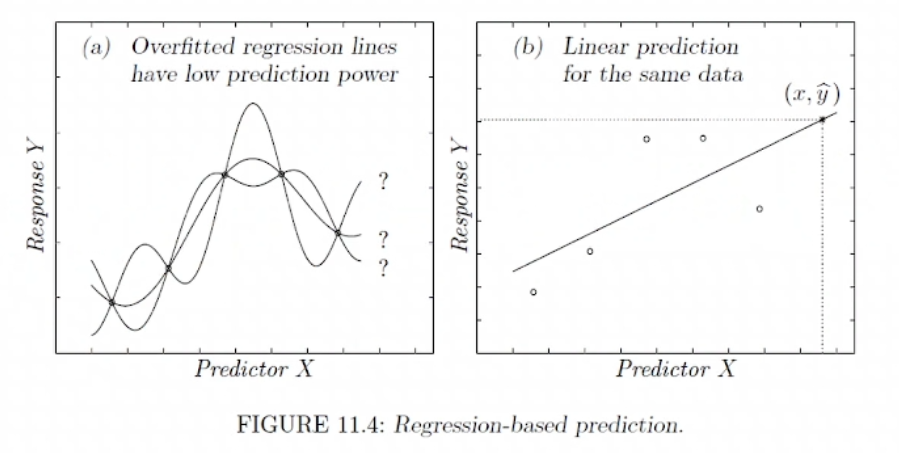 (a) Overfitted regression lines
have low prediction power
Response Y
?
?
?
Predictor X
(b) Linear prediction
for the same data
(x, ŷ)
Response Y
Predictor X
FIGURE 11.4: Regression-based prediction.